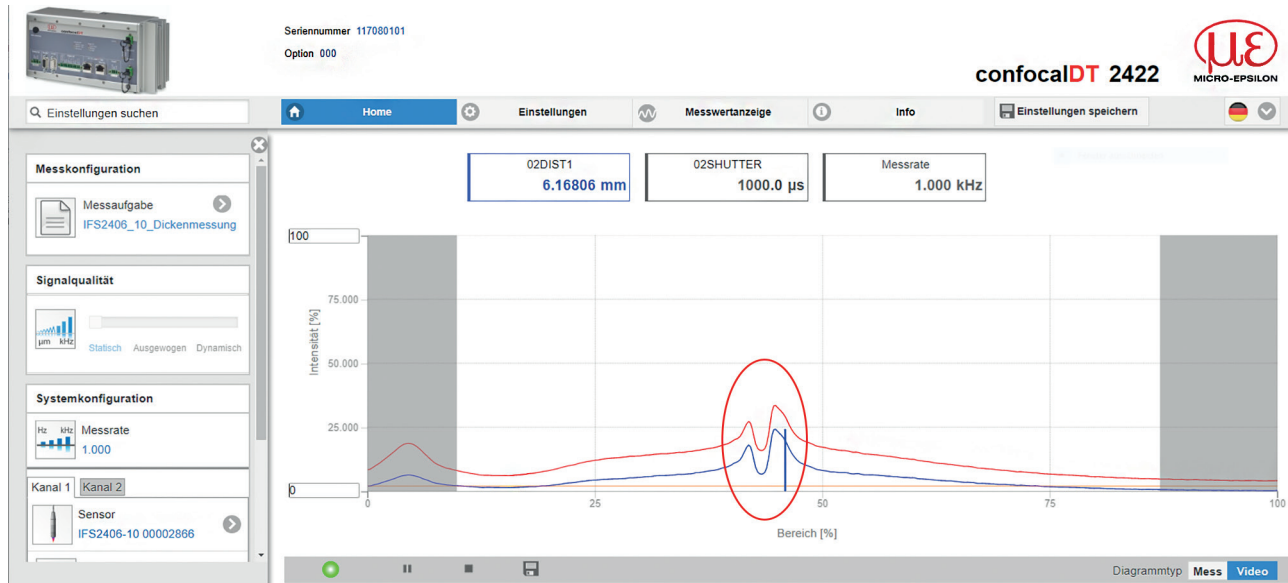 Seriennummer 117080101
Option 000
confocalDT 2422
με
MICRO-EPSILON
Einstellungen suchen
Home
Einstellungen
Messwertanzeige
Info
Einstellungen speichern
Messkonfiguration
Messaufgabe
IFS2406_10_Dickenmessung
Signalqualität
µm kHz
Statisch Ausgewogen Dynamisch
Systemkonfiguration
Hz kHz
Messrate
1.000
Kanal 1 Kanal 2
Sensor
IFS2406-10 00002866
02DIST1
6.16806 mm
02SHUTTER
1000.0 µs
Messrate
1.000 kHz
100
75.000
50.000
25.000
0
Intensität [%]
0 25 50 75 100
Bereich [%]
Diagrammtyp Mess Video